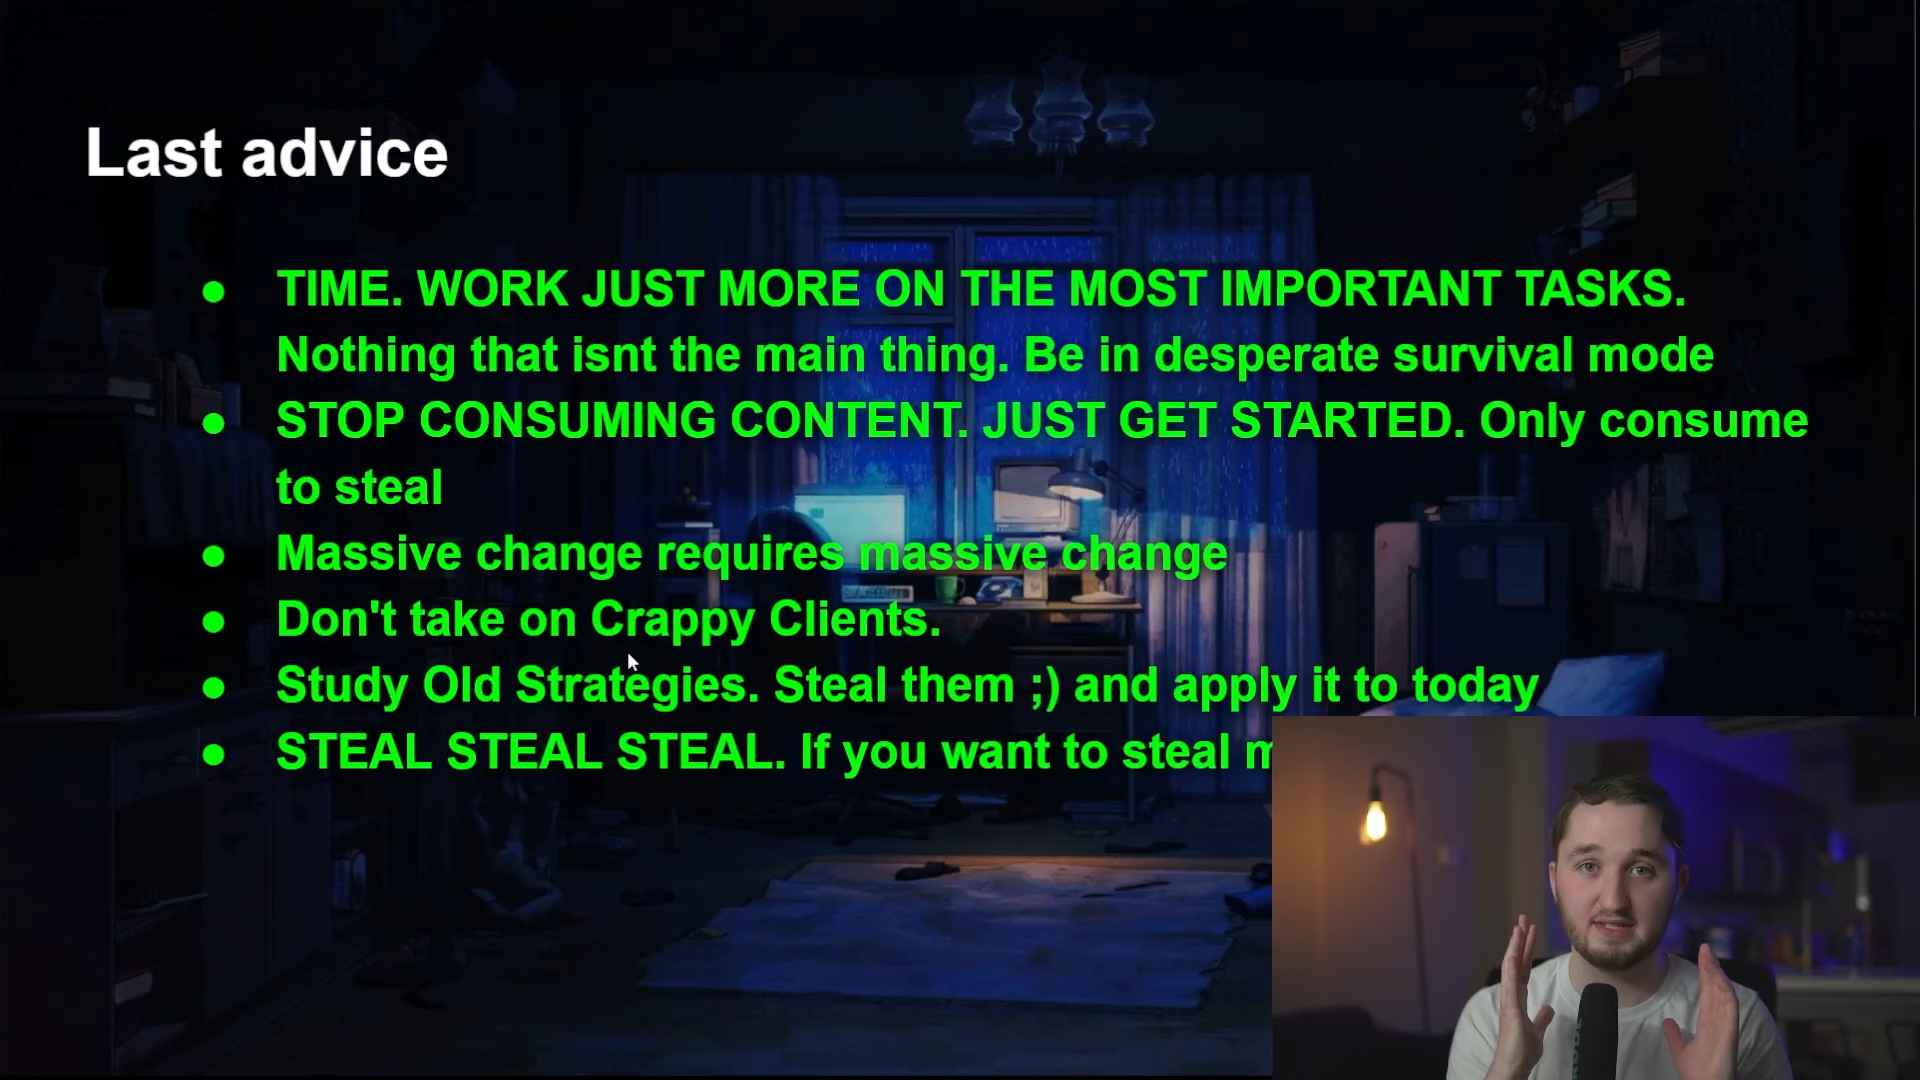 Last advice
● TIME. WORK JUST MORE ON THE MOST IMPORTANT TASKS.
Nothing that isnt the main thing. Be in desperate survival mode
● STOP CONSUMING CONTENT. JUST GET STARTED. Only consume
to steal
● Massive change requires massive change
● Don't take on Crappy Clients.
● Study Old Strategies. Steal them ;) and apply it to today
● STEAL STEAL STEAL. If you want to steal